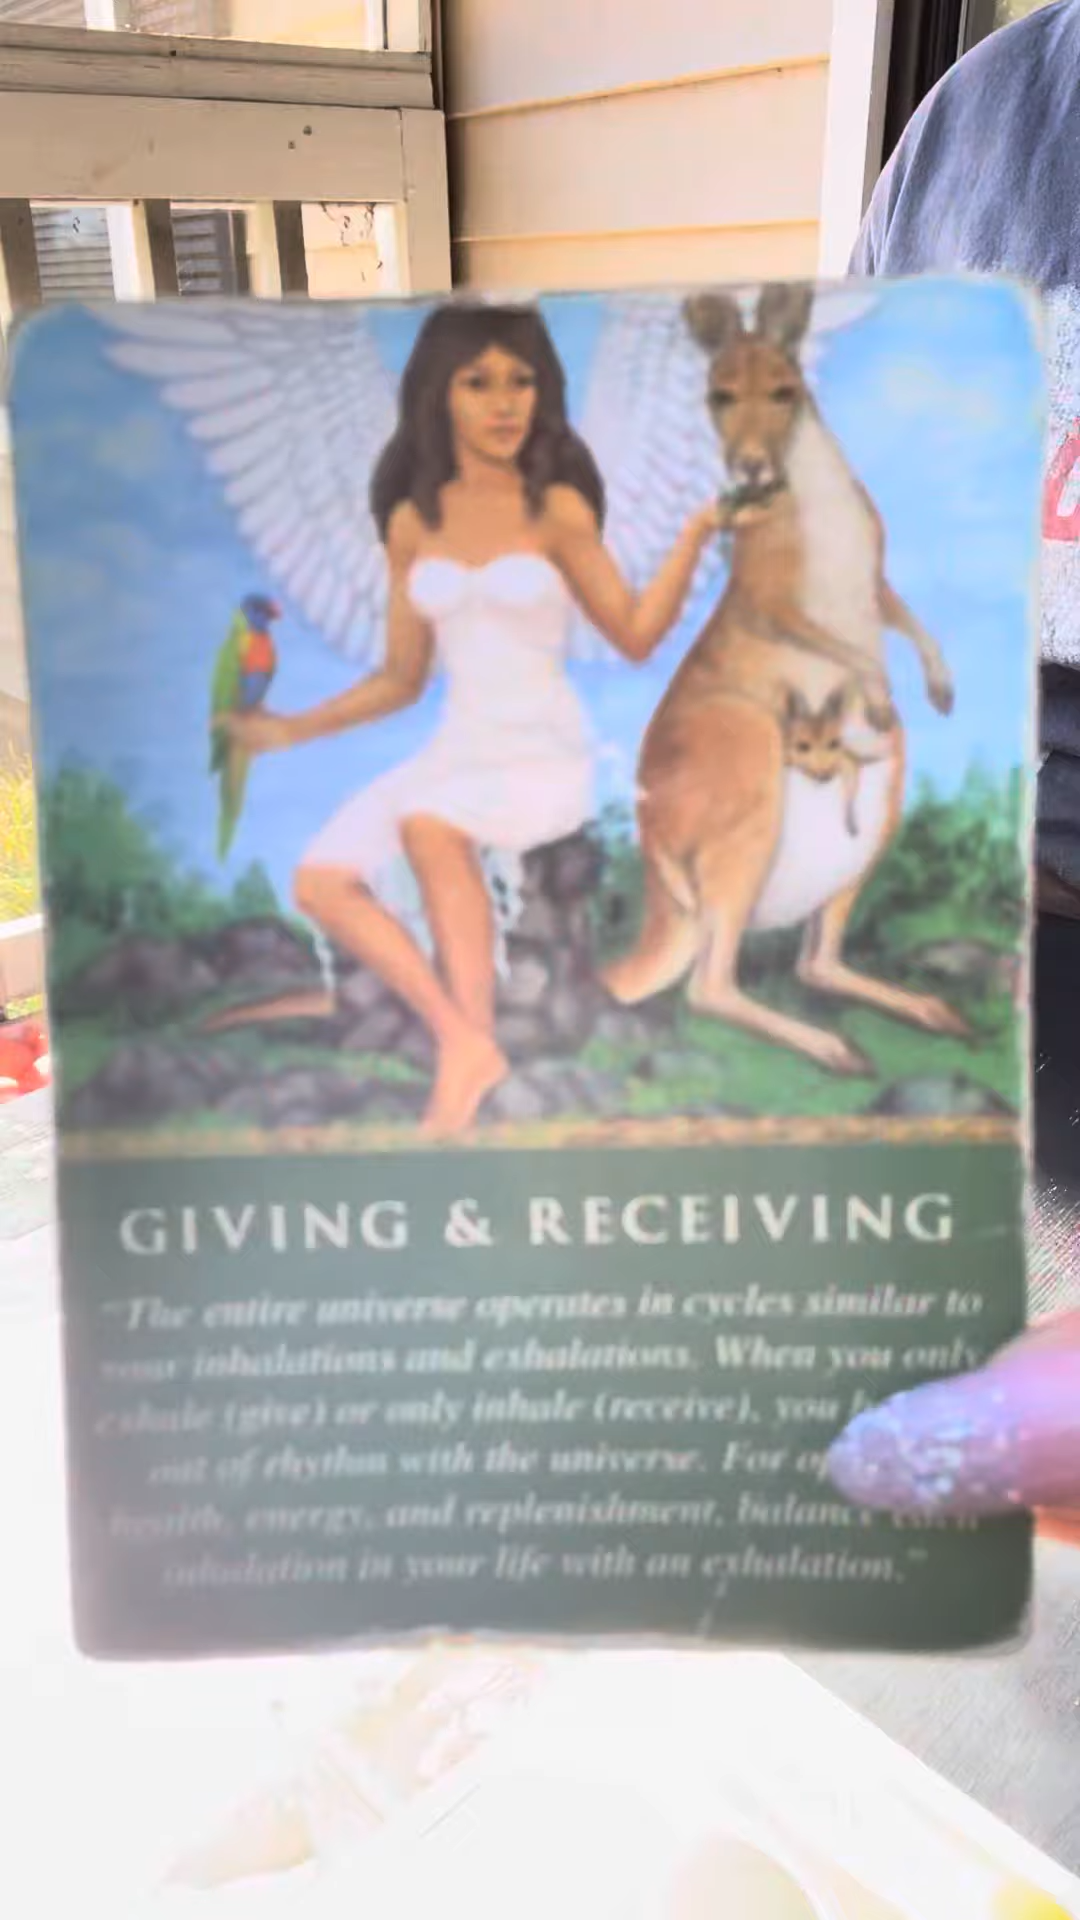 GIVING & RECEIVING
"The entire universe operates in cycles similar to
your inhalations and exhalations. When you only
exhale (give) or only inhale (receive), you
out of rhythm with the universe. For
health, energy, and replenishment, balance each
inhalation in your life with an exhalation."